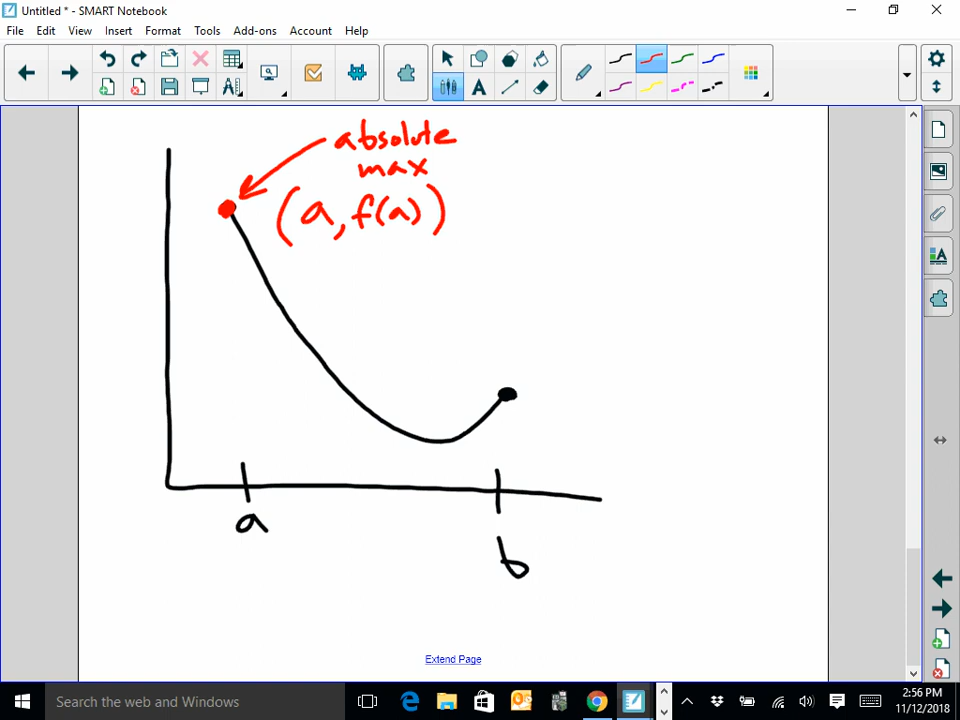 Untitled * - SMART Notebook
File Edit View Insert Format Tools Add-ons Account Help
absolute
max
(a, f(a))
a
b
Extend Page
Search the web and Windows
2:56 PM
11/12/2018